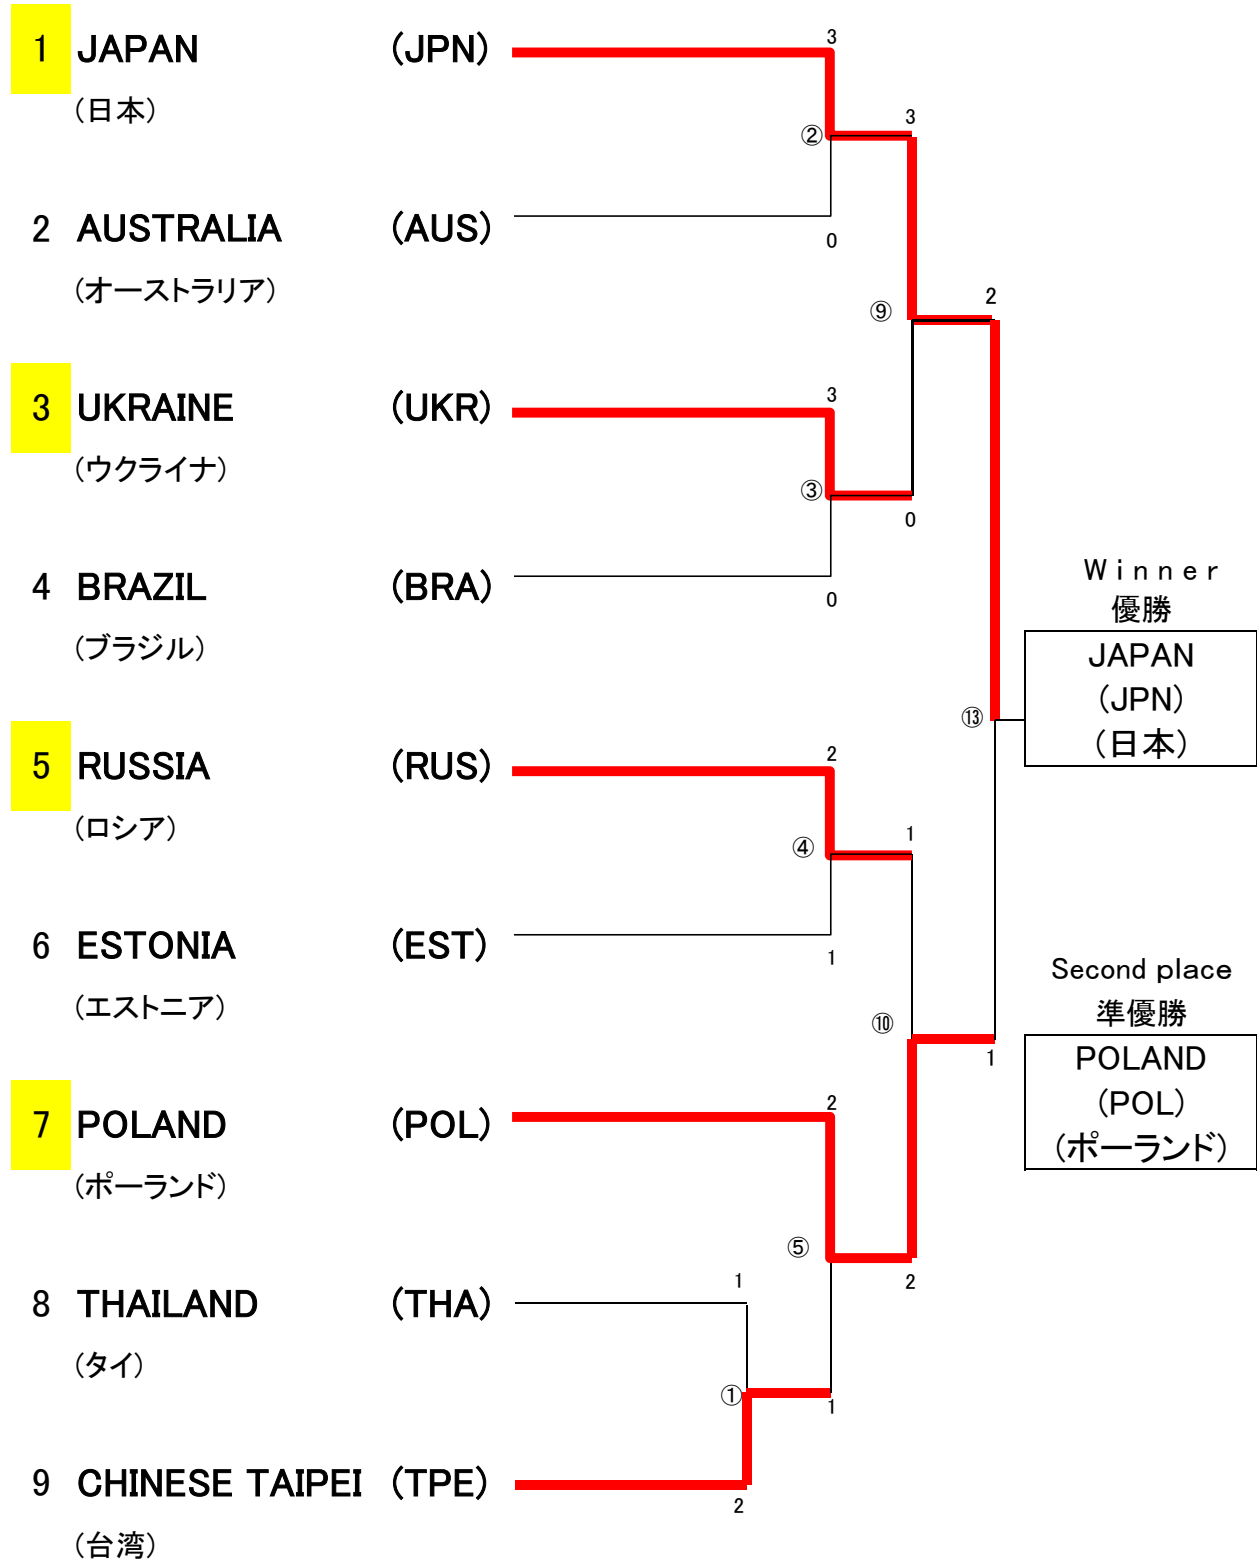 1 JAPAN (JPN) 3
(日本)
② 3
2 AUSTRALIA (AUS) 0
(オーストラリア)
⑨ 2
3 UKRAINE (UKR) 3
(ウクライナ)
③ 0
4 BRAZIL (BRA) 0
(ブラジル)
Winner
優勝
JAPAN
(JPN)
(日本)
⑬
5 RUSSIA (RUS) 2
(ロシア)
④ 1
6 ESTONIA (EST) 1
(エストニア)
⑩ 1
Second place
準優勝
POLAND
(POL)
(ポーランド)
7 POLAND (POL) 2
(ポーランド)
⑤ 2
8 THAILAND (THA) 1
(タイ)
① 1
9 CHINESE TAIPEI (TPE) 2
(台湾)